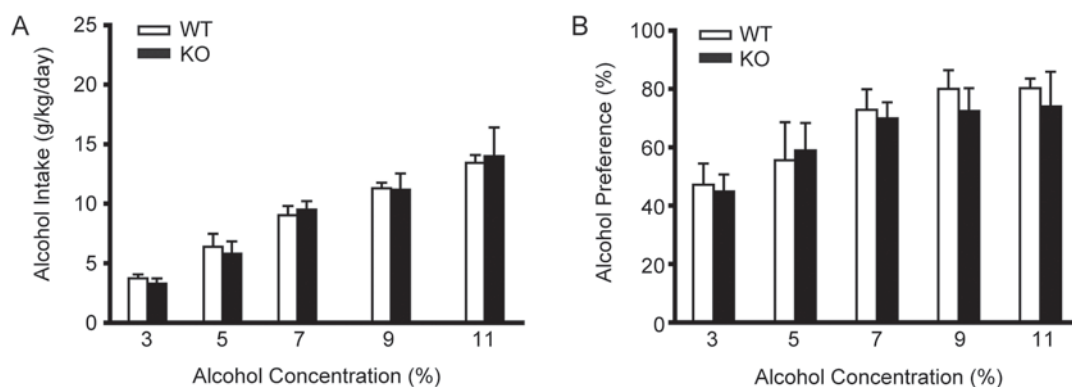 A
WT
KO
Alcohol Intake (g/kg/day)
25
20
15
10
5
0
3 5 7 9 11
Alcohol Concentration (%)
B
WT
KO
Alcohol Preference (%)
100
80
60
40
20
0
3 5 7 9 11
Alcohol Concentration (%)